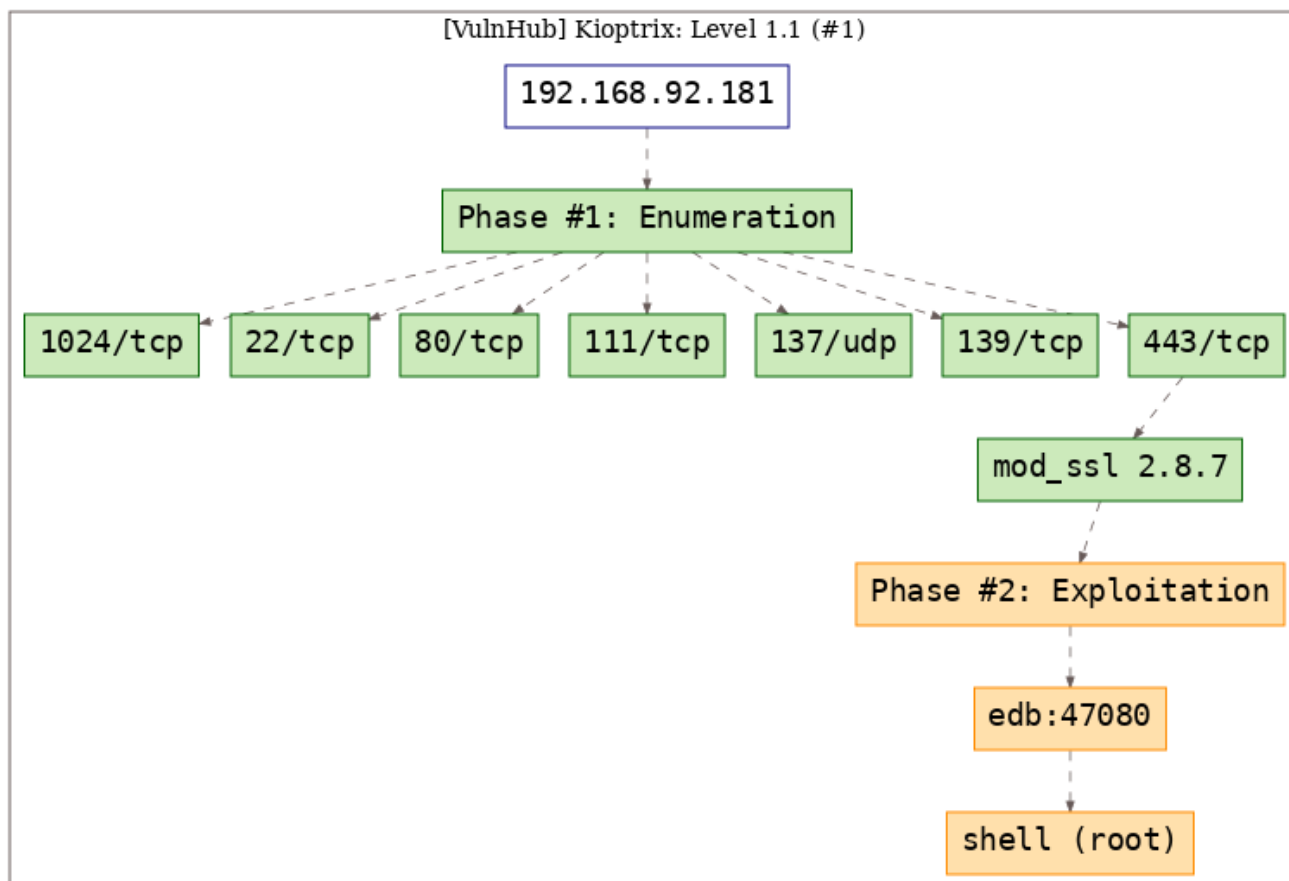 [VulnHub] Kioptrix: Level 1.1 (#1)
192.168.92.181
Phase #1: Enumeration
1024/tcp
22/tcp
80/tcp
111/tcp
137/udp
139/tcp
443/tcp
mod_ssl 2.8.7
Phase #2: Exploitation
edb:47080
shell (root)